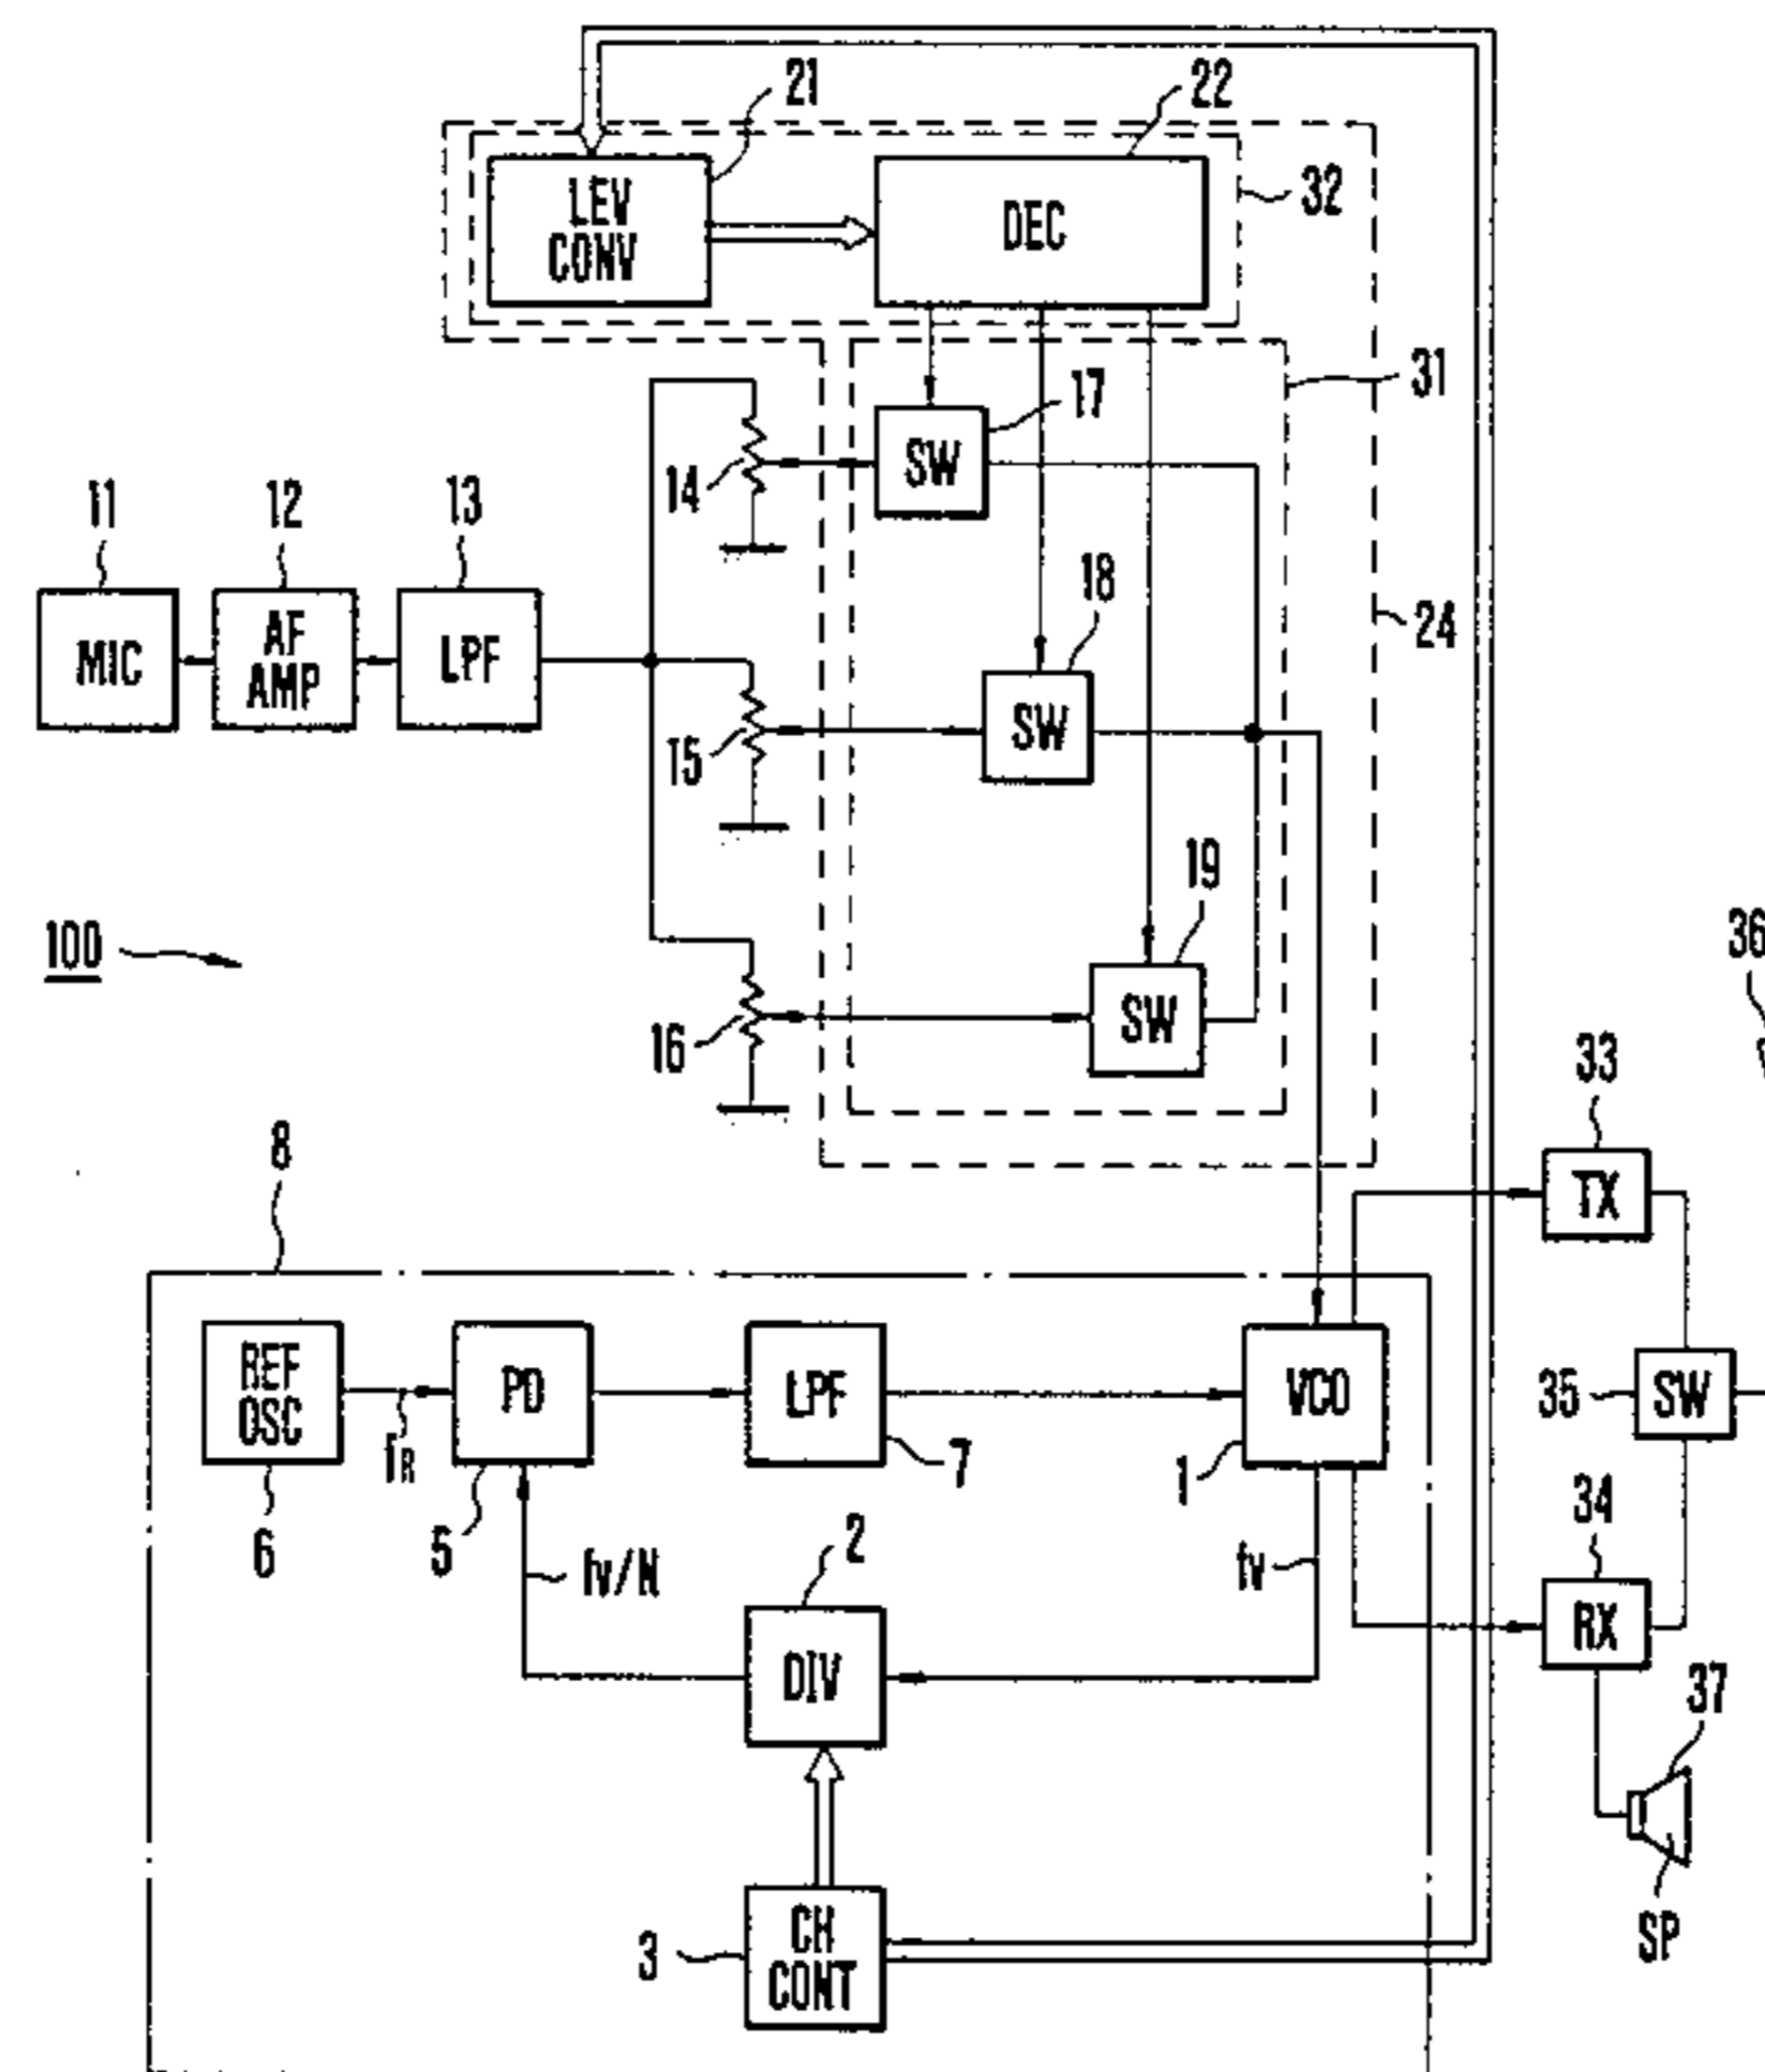 21
22
LEV
CONV
DEC
32
31
17
SW
14
11
12
13
18
24
MIC
AF
AMP
LPF
SW
15
19
100
36
16
SW
33
8
TX
REF
OSC
PD
LPF
VCO
35
SW
fR
7
1
34
6
5
fv/N
2
fv
RX
DIV
37
3
CH
CONT
SP